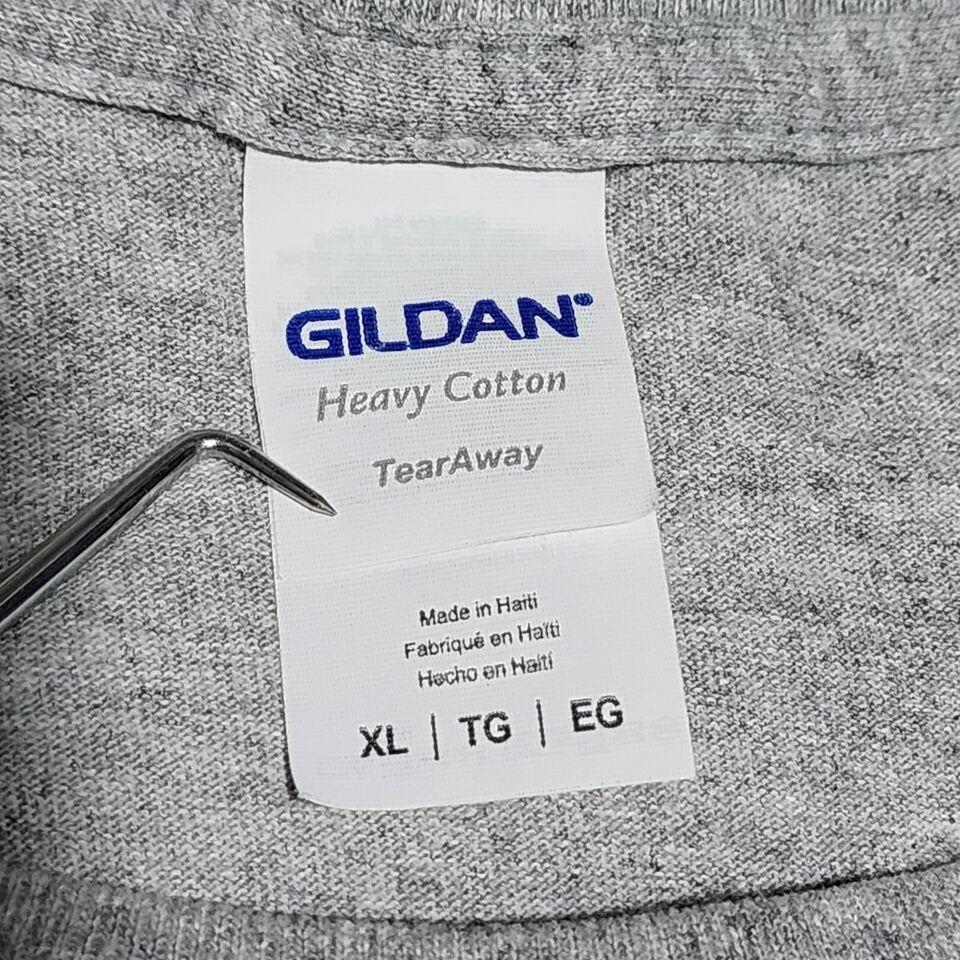 GILDAN®
Heavy Cotton
TearAway
Made in Haiti
Fabriqué en Haïti
Hecho en Haití
XL | TG | EG